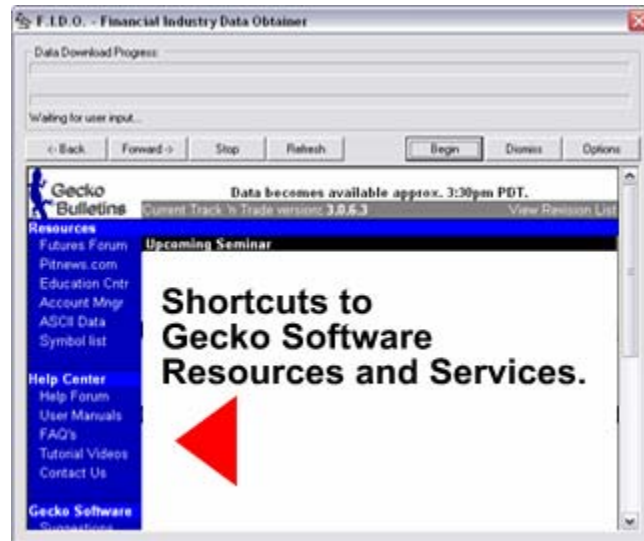 F.I.D.O. - Financial Industry Data Obtainer
Data Download Progress
Waiting for user input...
<- Back Forward -> Stop Refresh Begin Dismiss Options
Gecko
Bulletins
Data becomes available approx. 3:30pm PDT.
Current Track 'n Trade version: 3.0.6.3 View Revision List
Resources
Futures Forum
Pitnews.com
Education Cntr
Account Mngr
ASCII Data
Symbol list
Upcoming Seminar
Shortcuts to
Gecko Software
Resources and Services.
Help Center
Help Forum
User Manuals
FAQ's
Tutorial Videos
Contact Us
Gecko Software
Suggestions